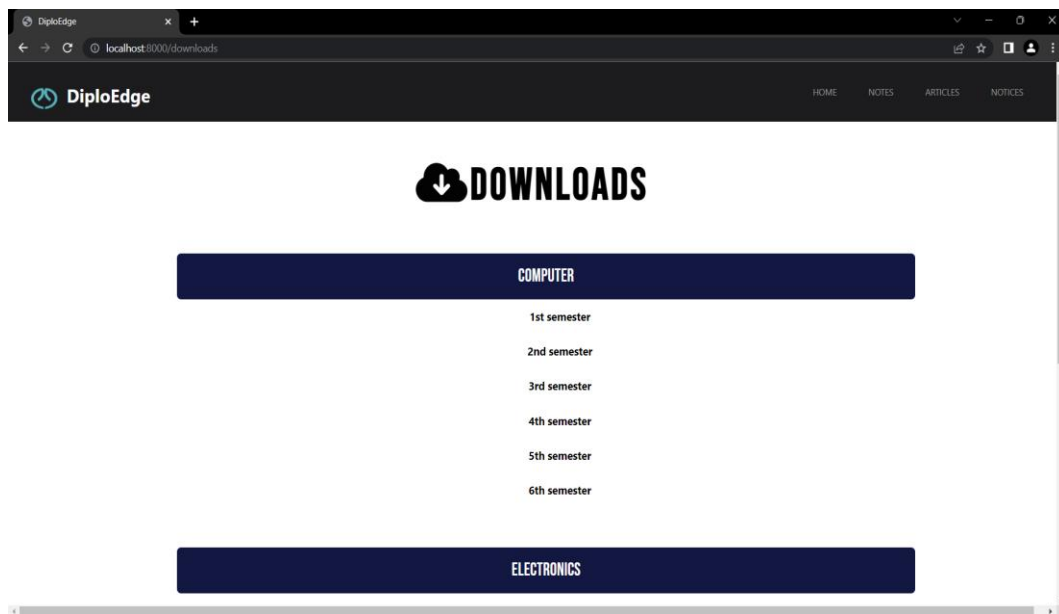 DiploEdge
localhost:8000/downloads
DiploEdge
HOME NOTES ARTICLES NOTICES
DOWNLOADS
COMPUTER
1st semester
2nd semester
3rd semester
4th semester
5th semester
6th semester
ELECTRONICS